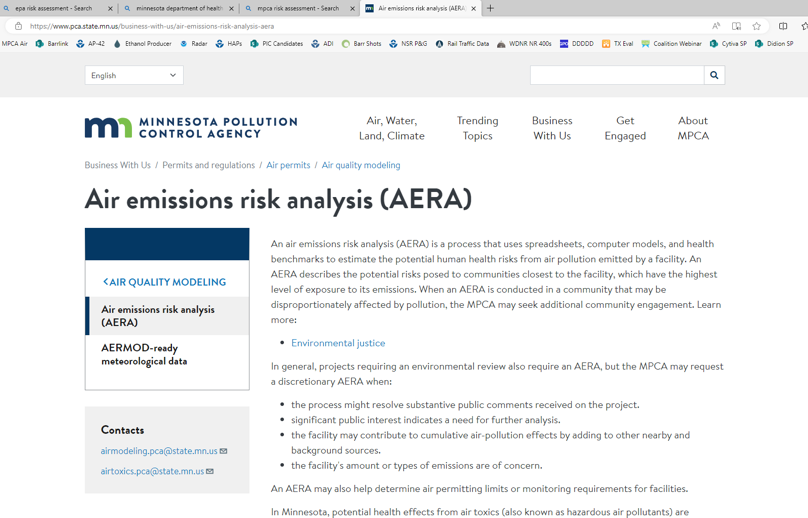 epa risk assessment - Search
minnesota department of health
mpca risk assessment - Search
Air emissions risk analysis (AERA
https://www.pca.state.mn.us/business-with-us/air-emissions-risk-analysis-aera
MPCA Air Barrlink AP-42 Ethanol Producer Radar HAPs PIC Candidates ADI Barr Shots NSR P&G Rail Traffic Data WDNR NR 400s DDDDD TX Eval Coalition Webinar Cytiva SP Didion SP
English
MINNESOTA POLLUTION
CONTROL AGENCY
Air, Water,
Land, Climate
Trending
Topics
Business
With Us
Get
Engaged
About
MPCA
Business With Us / Permits and regulations / Air permits / Air quality modeling
Air emissions risk analysis (AERA)
AIR QUALITY MODELING
Air emissions risk analysis
(AERA)
AERMOD-ready
meteorological data
Contacts
airmodeling.pca@state.mn.us
airtoxics.pca@state.mn.us
An air emissions risk analysis (AERA) is a process that uses spreadsheets, computer models, and health
benchmarks to estimate the potential human health risks from air pollution emitted by a facility. An
AERA describes the potential risks posed to communities closest to the facility, which have the highest
level of exposure to its emissions. When an AERA is conducted in a community that may be
disproportionately affected by pollution, the MPCA may seek additional community engagement. Learn
more:
• Environmental justice
In general, projects requiring an environmental review also require an AERA, but the MPCA may request
a discretionary AERA when:
• the process might resolve substantive public comments received on the project.
• significant public interest indicates a need for further analysis.
• the facility may contribute to cumulative air-pollution effects by adding to other nearby and
background sources.
• the facility's amount or types of emissions are of concern.
An AERA may also help determine air permitting limits or monitoring requirements for facilities.
In Minnesota, potential health effects from air toxics (also known as hazardous air pollutants) are